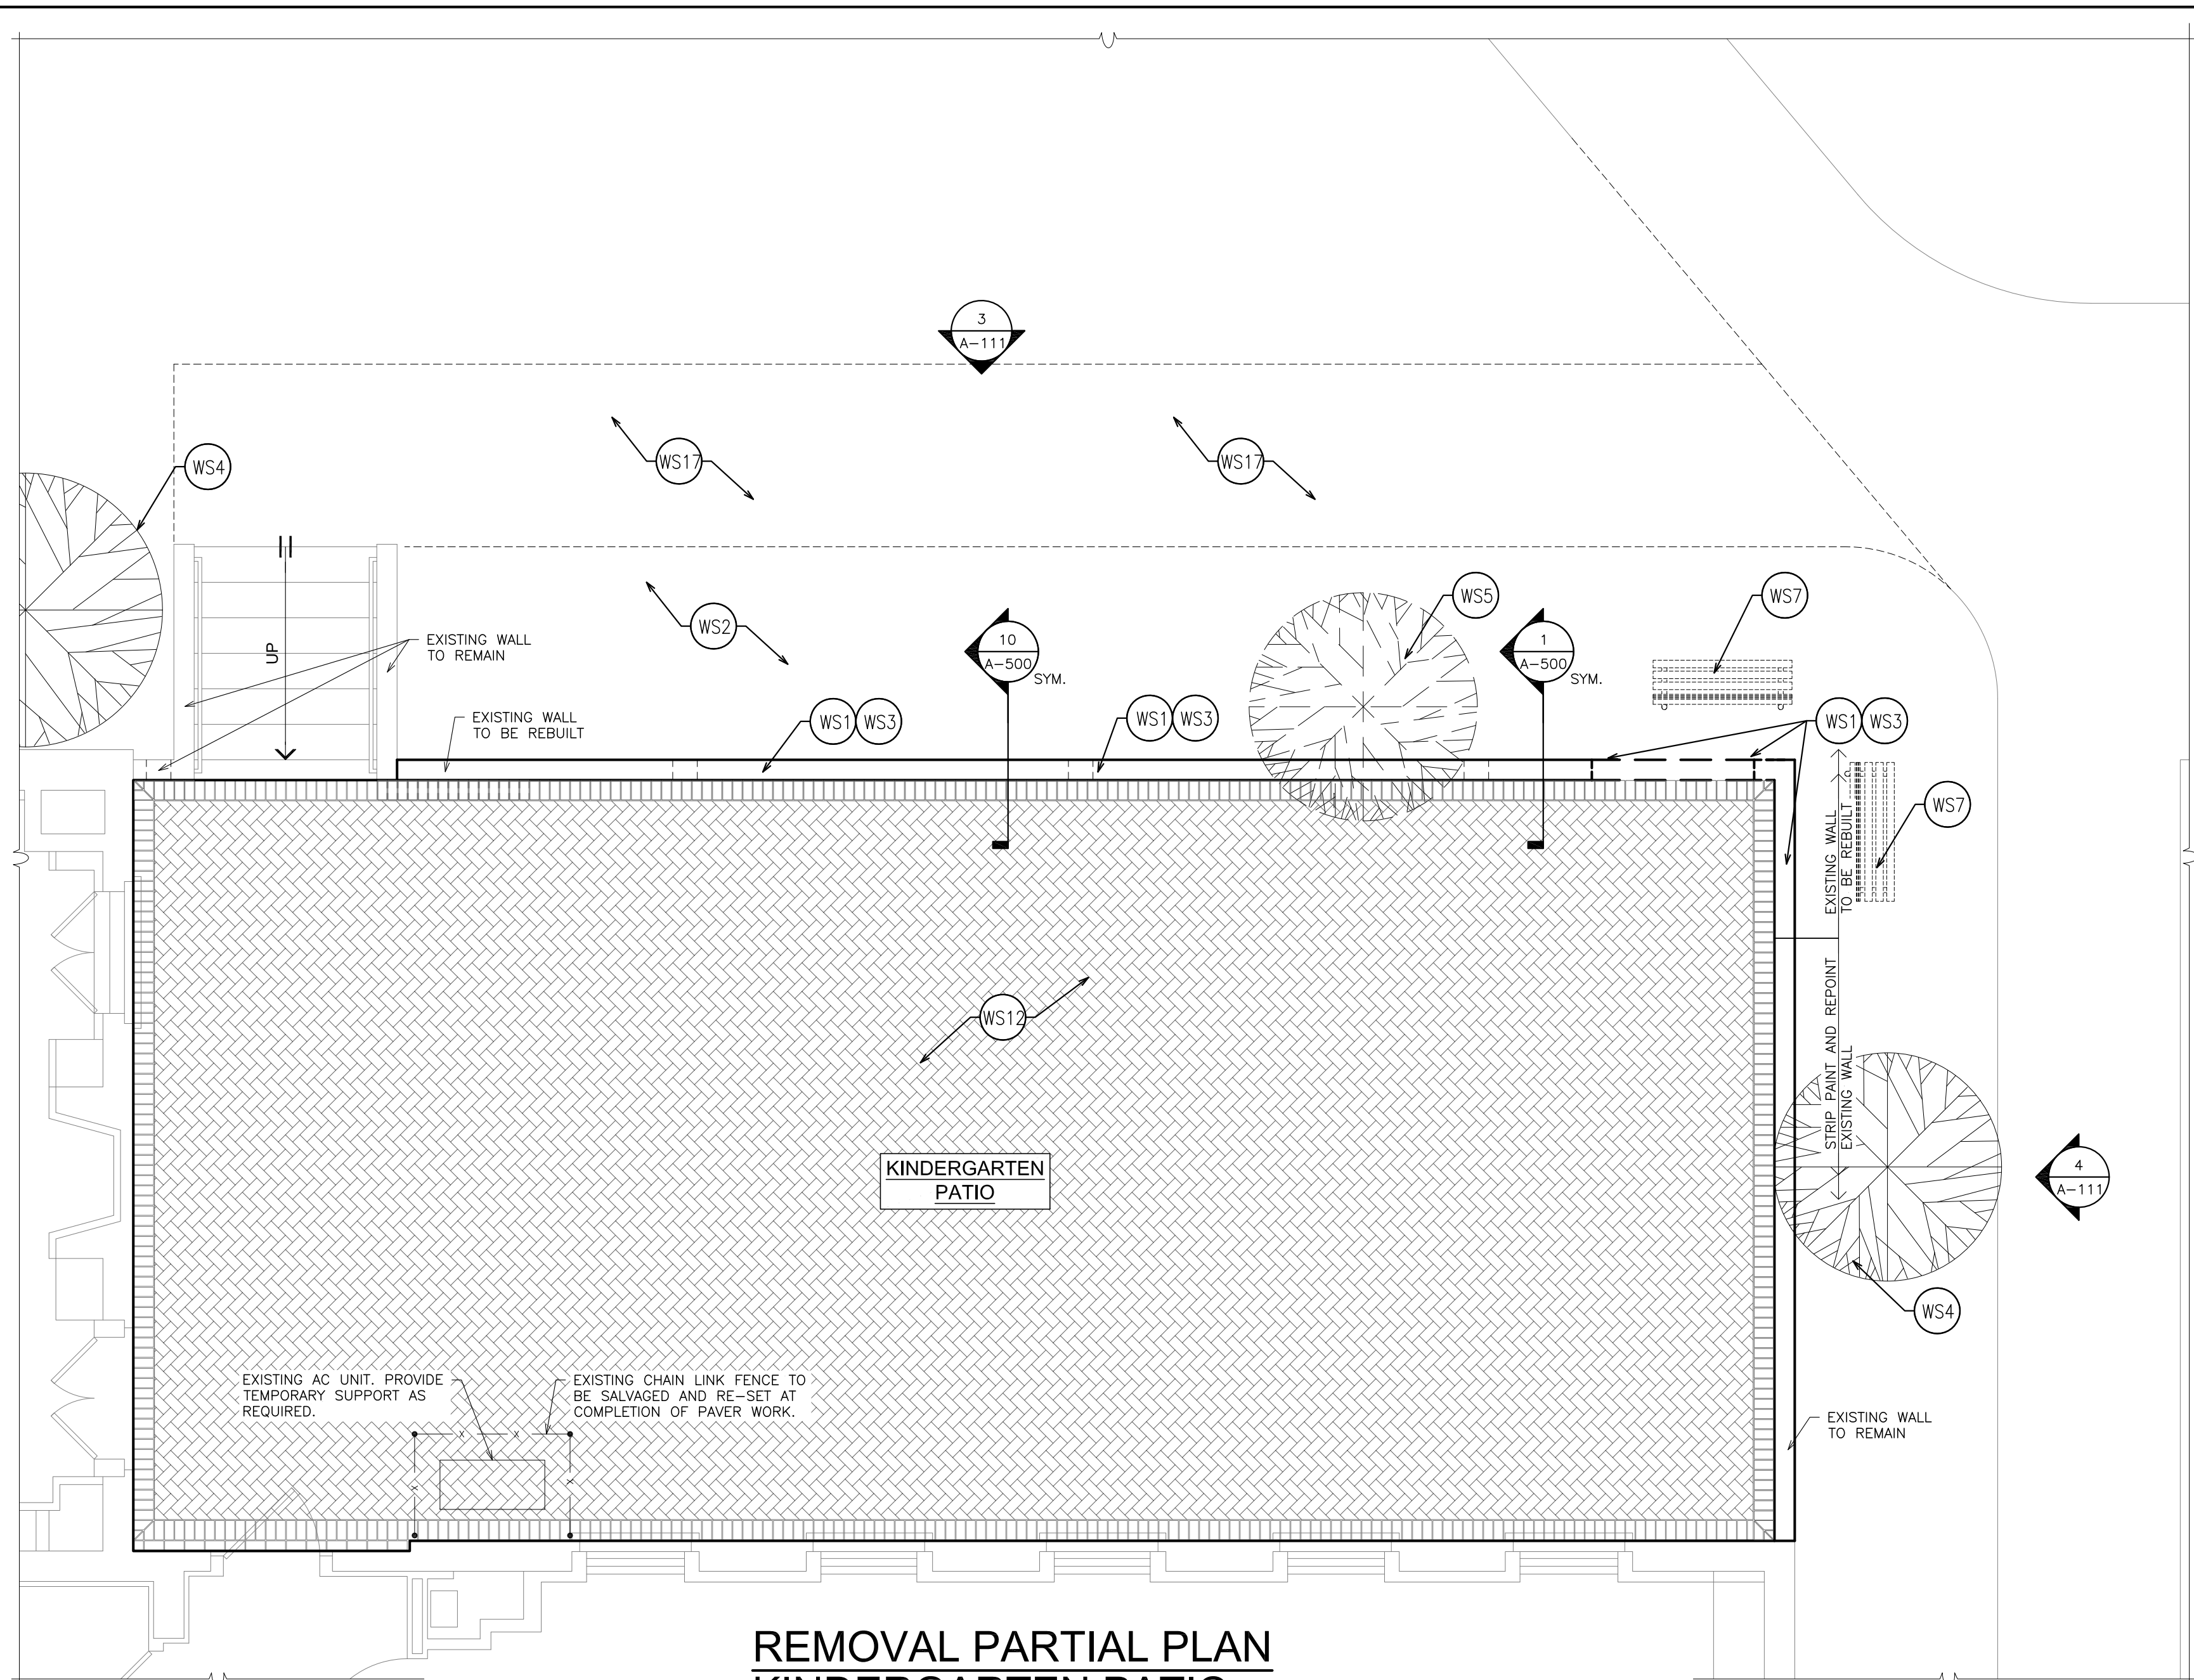 3
A-111
WS4
WS17
WS17
UP
EXISTING WALL
TO REMAIN
WS2
10
A-500
SYM.
WS5
1
A-500
SYM.
WS7
EXISTING WALL
TO BE REBUILT
WS1 WS3
WS1 WS3
WS1 WS3
WS7
EXISTING WALL
TO BE REBUILT
STRIP PAINT AND REPOINT
EXISTING WALL
WS12
KINDERGARTEN
PATIO
4
A-111
WS4
EXISTING AC UNIT. PROVIDE
TEMPORARY SUPPORT AS
REQUIRED.
EXISTING CHAIN LINK FENCE TO
BE SALVAGED AND RE-SET AT
COMPLETION OF PAVER WORK.
X X
X X
EXISTING WALL
TO REMAIN
REMOVAL PARTIAL PLAN
KINDERGARTEN PATIO